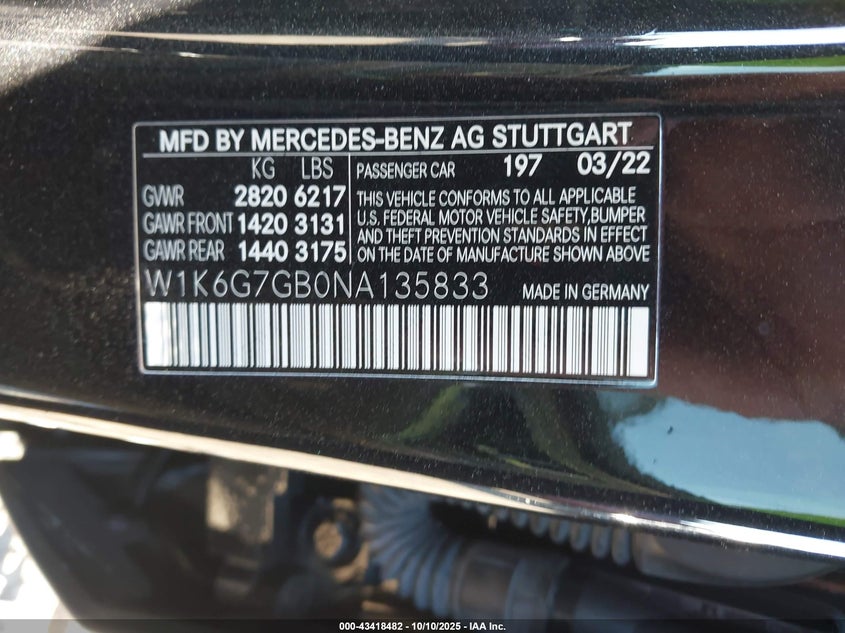 MFD BY MERCEDES-BENZ AG STUTTGART
KG LBS
GVWR 2820 6217
GAWR FRONT 1420 3131
GAWR REAR 1440 3175
PASSENGER CAR 197 03/22
THIS VEHICLE CONFORMS TO ALL APPLICABLE
U.S. FEDERAL MOTOR VEHICLE SAFETY,BUMPER
AND THEFT PREVENTION STANDARDS IN EFFECT
ON THE DATE OF MANUFACTURE SHOWN ABOVE
W1K6G7GB0NA135833 MADE IN GERMANY
000-43418482 - 10/10/2025 - IAA Inc.